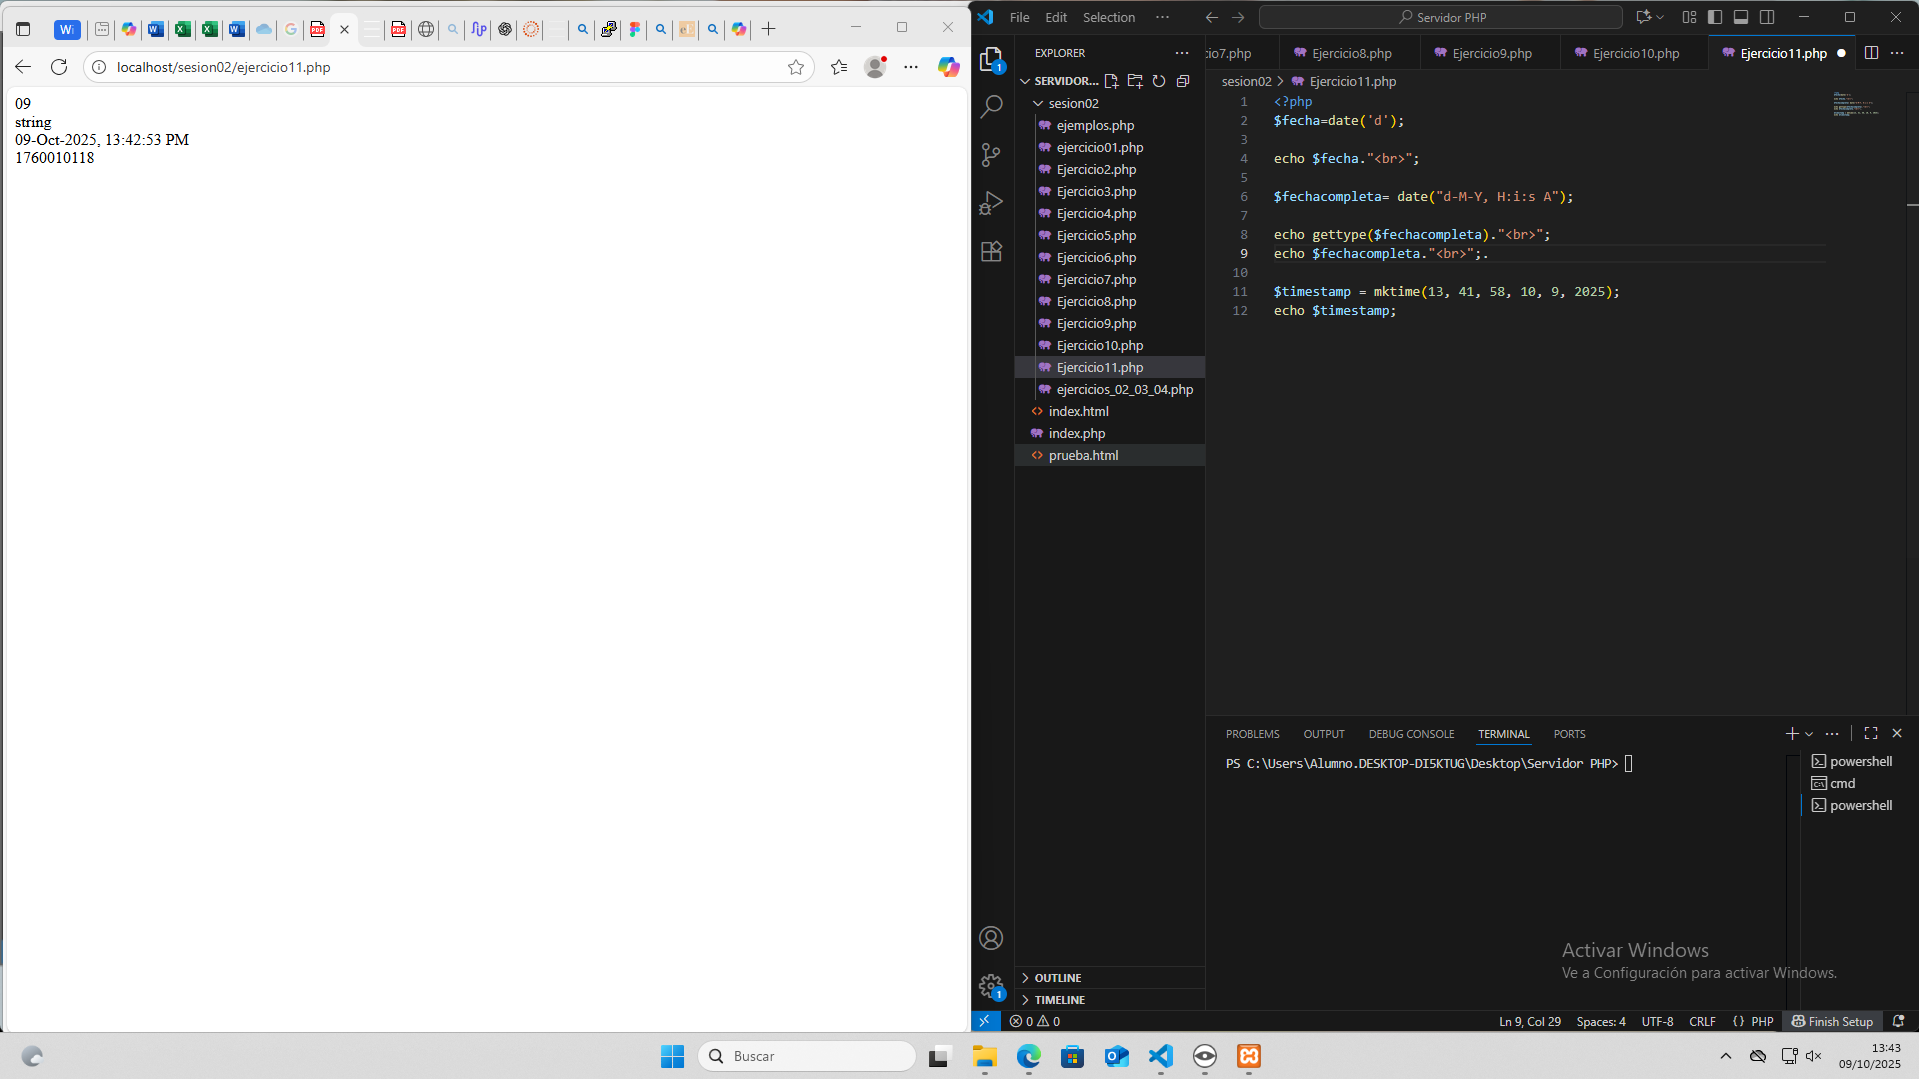 Wi
localhost/sesion02/ejercicio11.php
09
string
09-Oct-2025, 13:42:53 PM
1760010118
File Edit Selection ···
Servidor PHP
EXPLORER
SERVIDOR...
sesion02
ejemplos.php
ejercicio01.php
Ejercicio2.php
Ejercicio3.php
Ejercicio4.php
Ejercicio5.php
Ejercicio6.php
Ejercicio7.php
Ejercicio8.php
Ejercicio9.php
Ejercicio10.php
Ejercicio11.php
ejercicios_02_03_04.php
index.html
index.php
prueba.html
OUTLINE
TIMELINE
cio7.php Ejercicio8.php Ejercicio9.php Ejercicio10.php Ejercicio11.php
sesion02 > Ejercicio11.php
1 <?php
2 $fecha=date('d');
3
4 echo $fecha."<br>";
5
6 $fechacompleta= date("d-M-Y, H:i:s A");
7
8 echo gettype($fechacompleta)."<br>";
9 echo $fechacompleta."<br>";.
10
11 $timestamp = mktime(13, 41, 58, 10, 9, 2025);
12 echo $timestamp;
PROBLEMS OUTPUT DEBUG CONSOLE TERMINAL PORTS
PS C:\Users\Alumno.DESKTOP-DI5KTUG\Desktop\Servidor PHP>
powershell
cmd
powershell
Activar Windows
Ve a Configuración para activar Windows.
0 0
Ln 9, Col 29 Spaces: 4 UTF-8 CRLF { } PHP Finish Setup
Buscar
13:43
09/10/2025